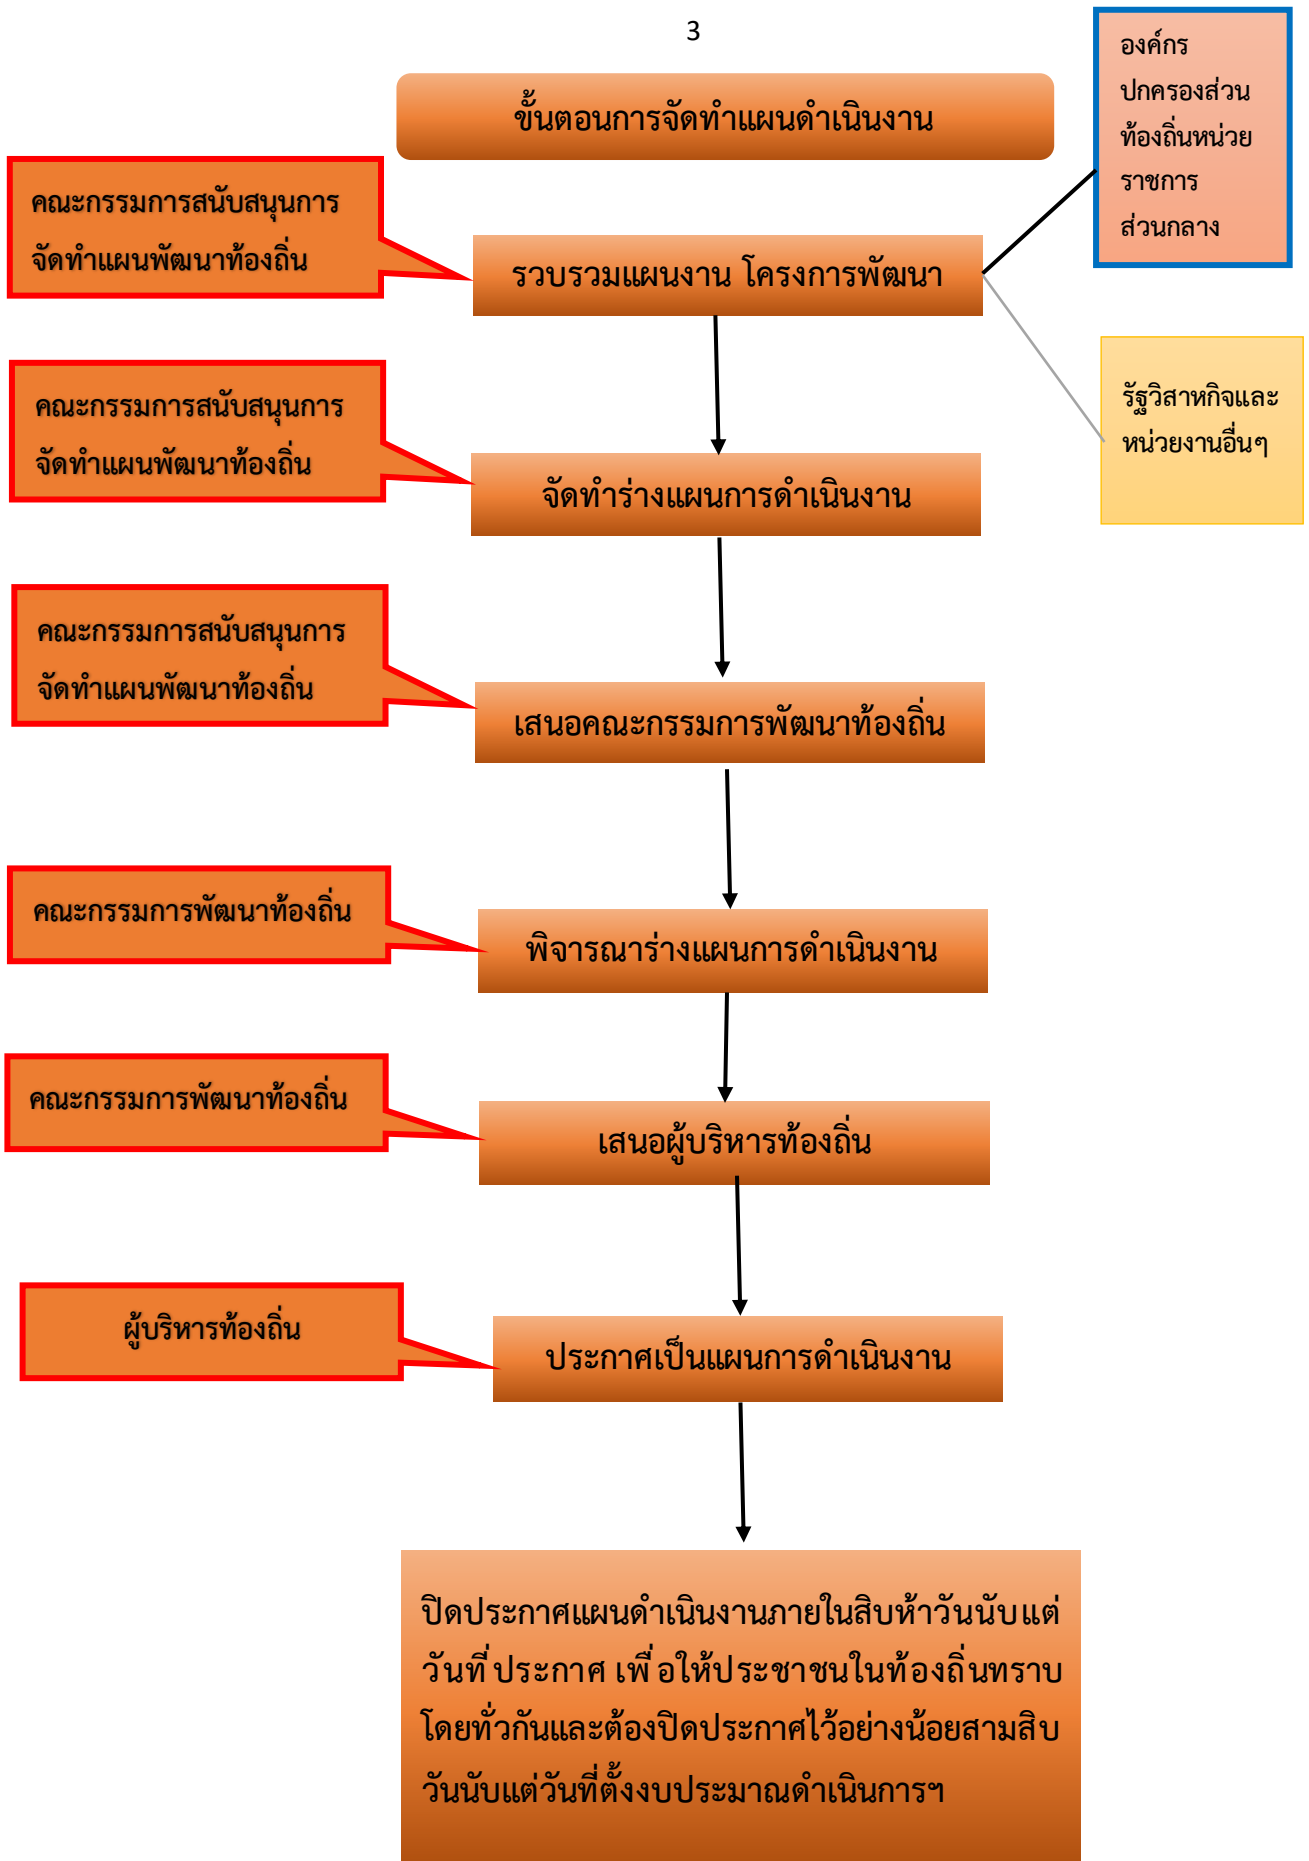 3
ขั้นตอนการจัดทำแผนดำเนินงาน
องค์กร
ปกครองส่วน
ท้องถิ่นหน่วย
ราชการ
ส่วนกลาง
คณะกรรมการสนับสนุนการ
จัดทำแผนพัฒนาท้องถิ่น
รวบรวมแผนงาน โครงการพัฒนา
รัฐวิสาหกิจและ
หน่วยงานอื่นๆ
คณะกรรมการสนับสนุนการ
จัดทำแผนพัฒนาท้องถิ่น
จัดทำร่างแผนการดำเนินงาน
คณะกรรมการสนับสนุนการ
จัดทำแผนพัฒนาท้องถิ่น
เสนอคณะกรรมการพัฒนาท้องถิ่น
คณะกรรมการพัฒนาท้องถิ่น
พิจารณาร่างแผนการดำเนินงาน
คณะกรรมการพัฒนาท้องถิ่น
เสนอผู้บริหารท้องถิ่น
ผู้บริหารท้องถิ่น
ประกาศเป็นแผนการดำเนินงาน
ปิดประกาศแผนดำเนินงานภายในสิบห้าวันนับแต่
วันที่ประกาศ เพื่อให้ประชาชนในท้องถิ่นทราบ
โดยทั่วกันและต้องปิดประกาศไว้อย่างน้อยสามสิบ
วันนับแต่วันที่ตั้งงบประมาณดำเนินการฯ